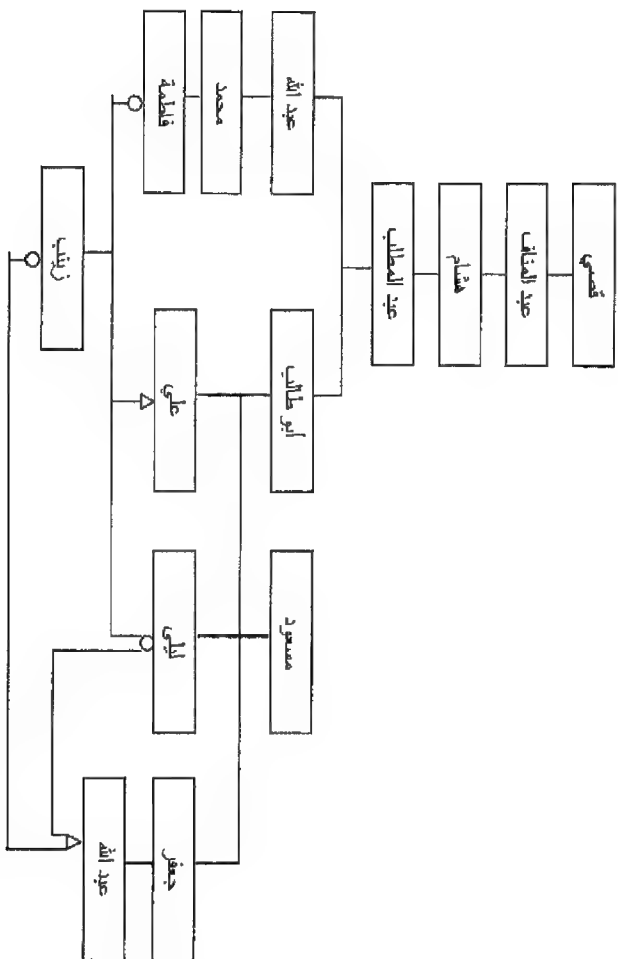 قصي
عبد المناف
هشام
عبد المطلب
مسعود
أبو طالب
عبد الله
محمد
جعفر
ليلى
علي
فاطمة
عبد الله
زينب